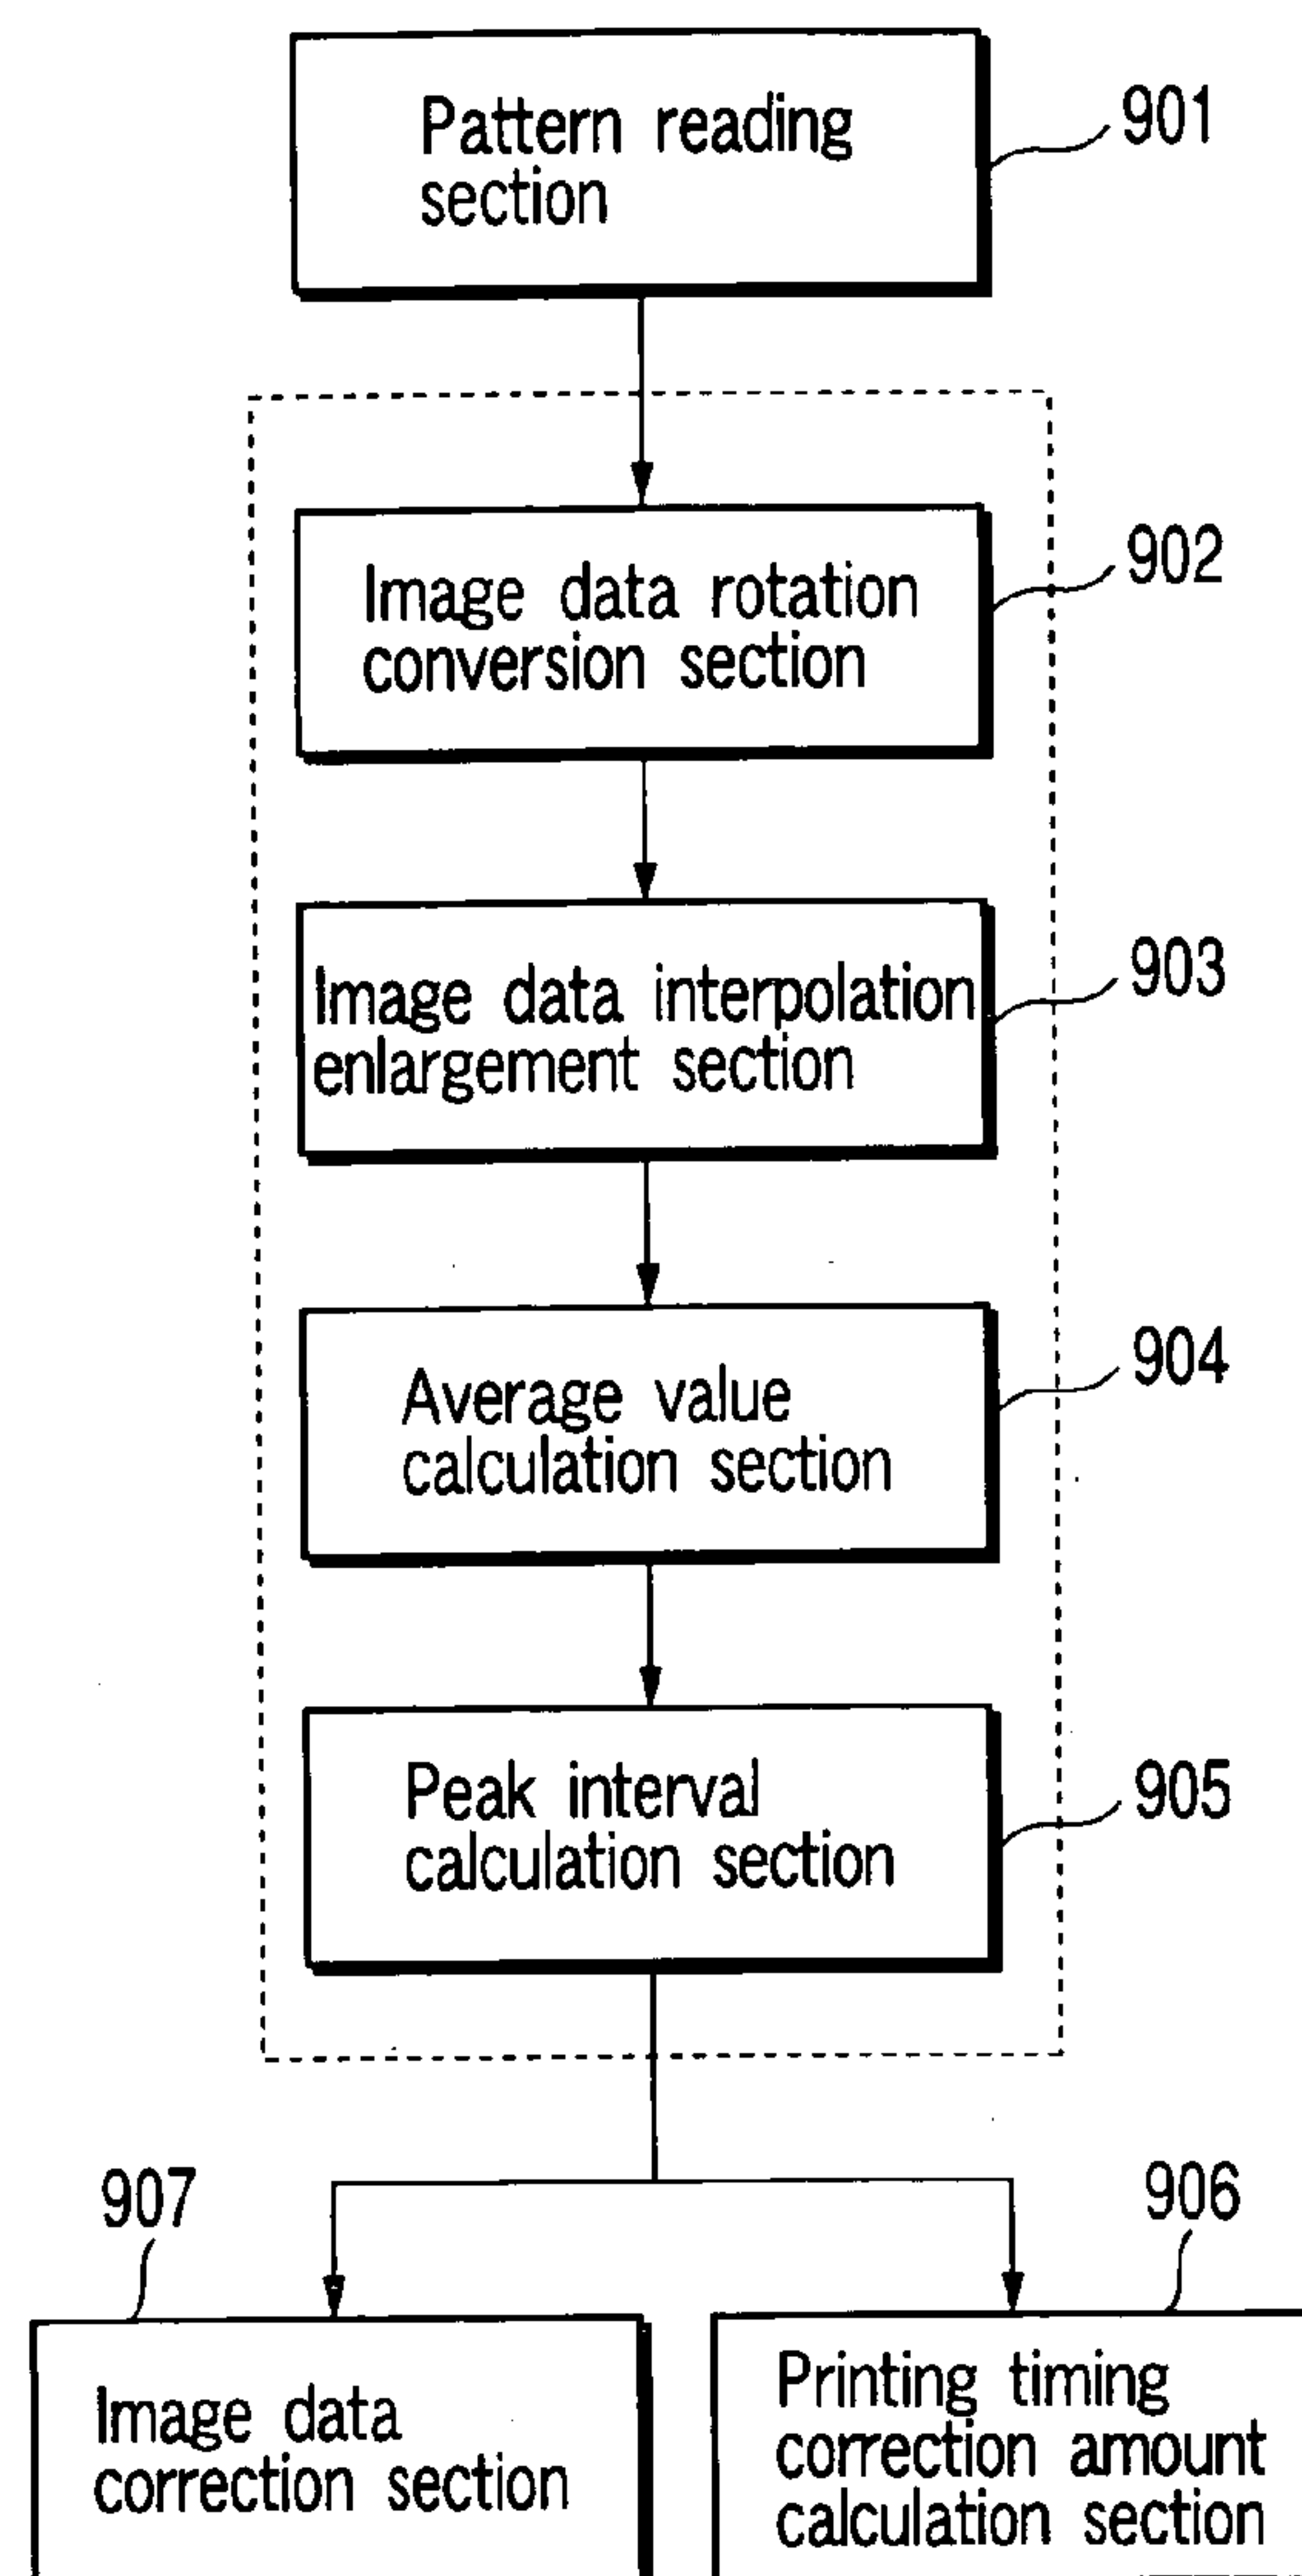 Pattern reading
section
901
Image data rotation
conversion section
902
Image data interpolation
enlargement section
903
Average value
calculation section
904
Peak interval
calculation section
905
907
906
Image data
correction section
Printing timing
correction amount
calculation section